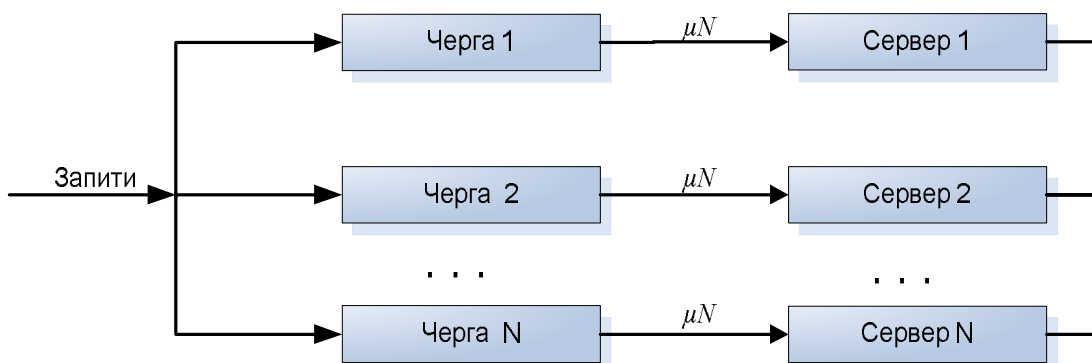 Черга 1
μN
Сервер 1
Запити
Черга 2
μN
Сервер 2
. . .
. . .
Черга N
μN
Сервер N